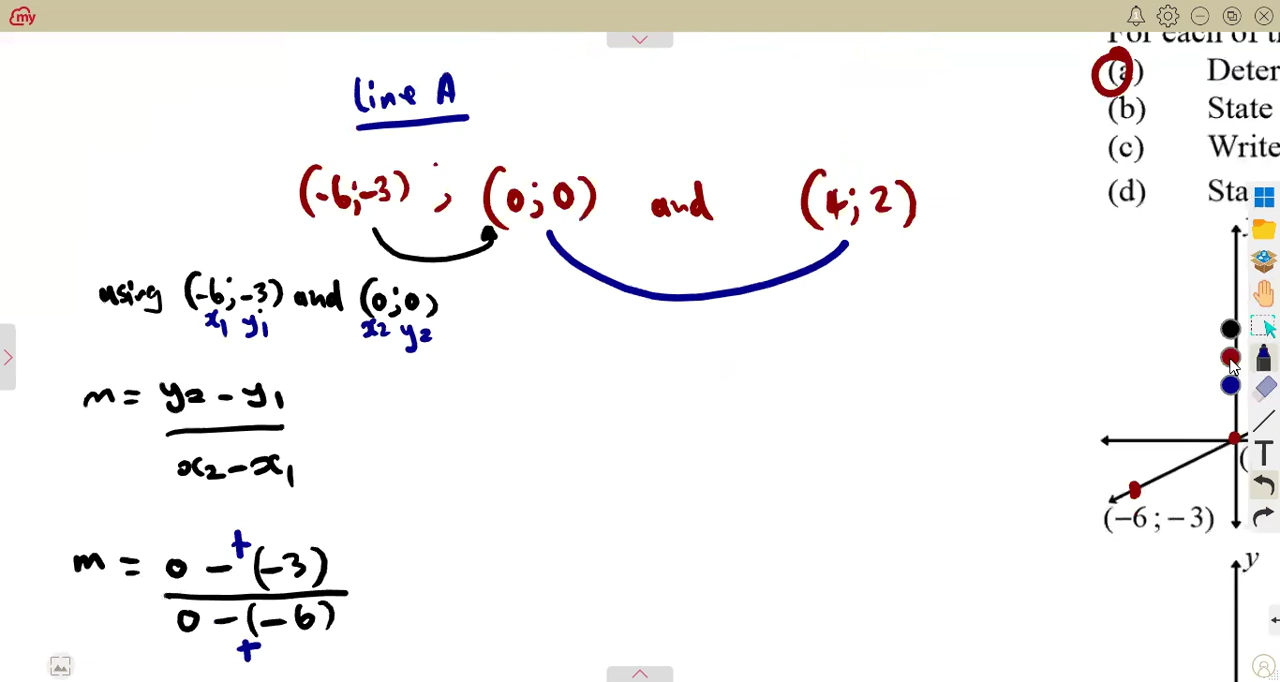 my
For each of t
Line A
(a) Deter
(b) State
(-6;-3) ; (0;0) and (4;2)
(c) Write
(d) Sta
using (-6;-3) and (0;0)
x1 y1 x2 y2
m = y2 - y1
x2 - x1
(-6 ; -3)
+
m = 0 - (-3)
0 - (-6)
+
y
T